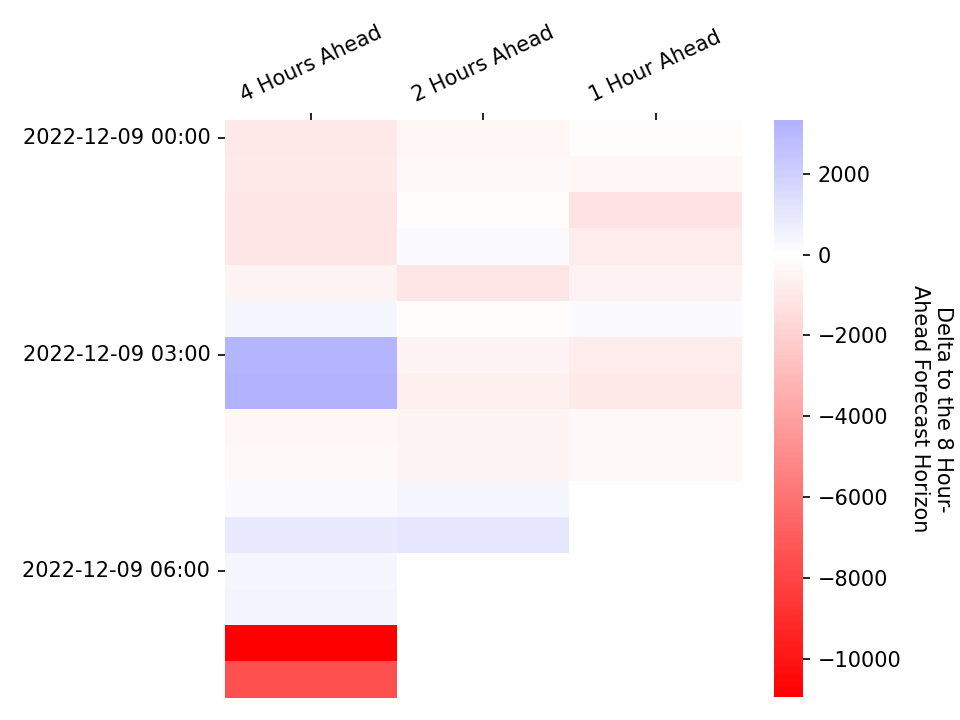 4 Hours Ahead
2 Hours Ahead
1 Hour Ahead
2022-12-09 00:00
2022-12-09 03:00
2022-12-09 06:00
2000
0
−2000
−4000
−6000
−8000
−10000
Delta to the 8 Hour-
Ahead Forecast Horizon